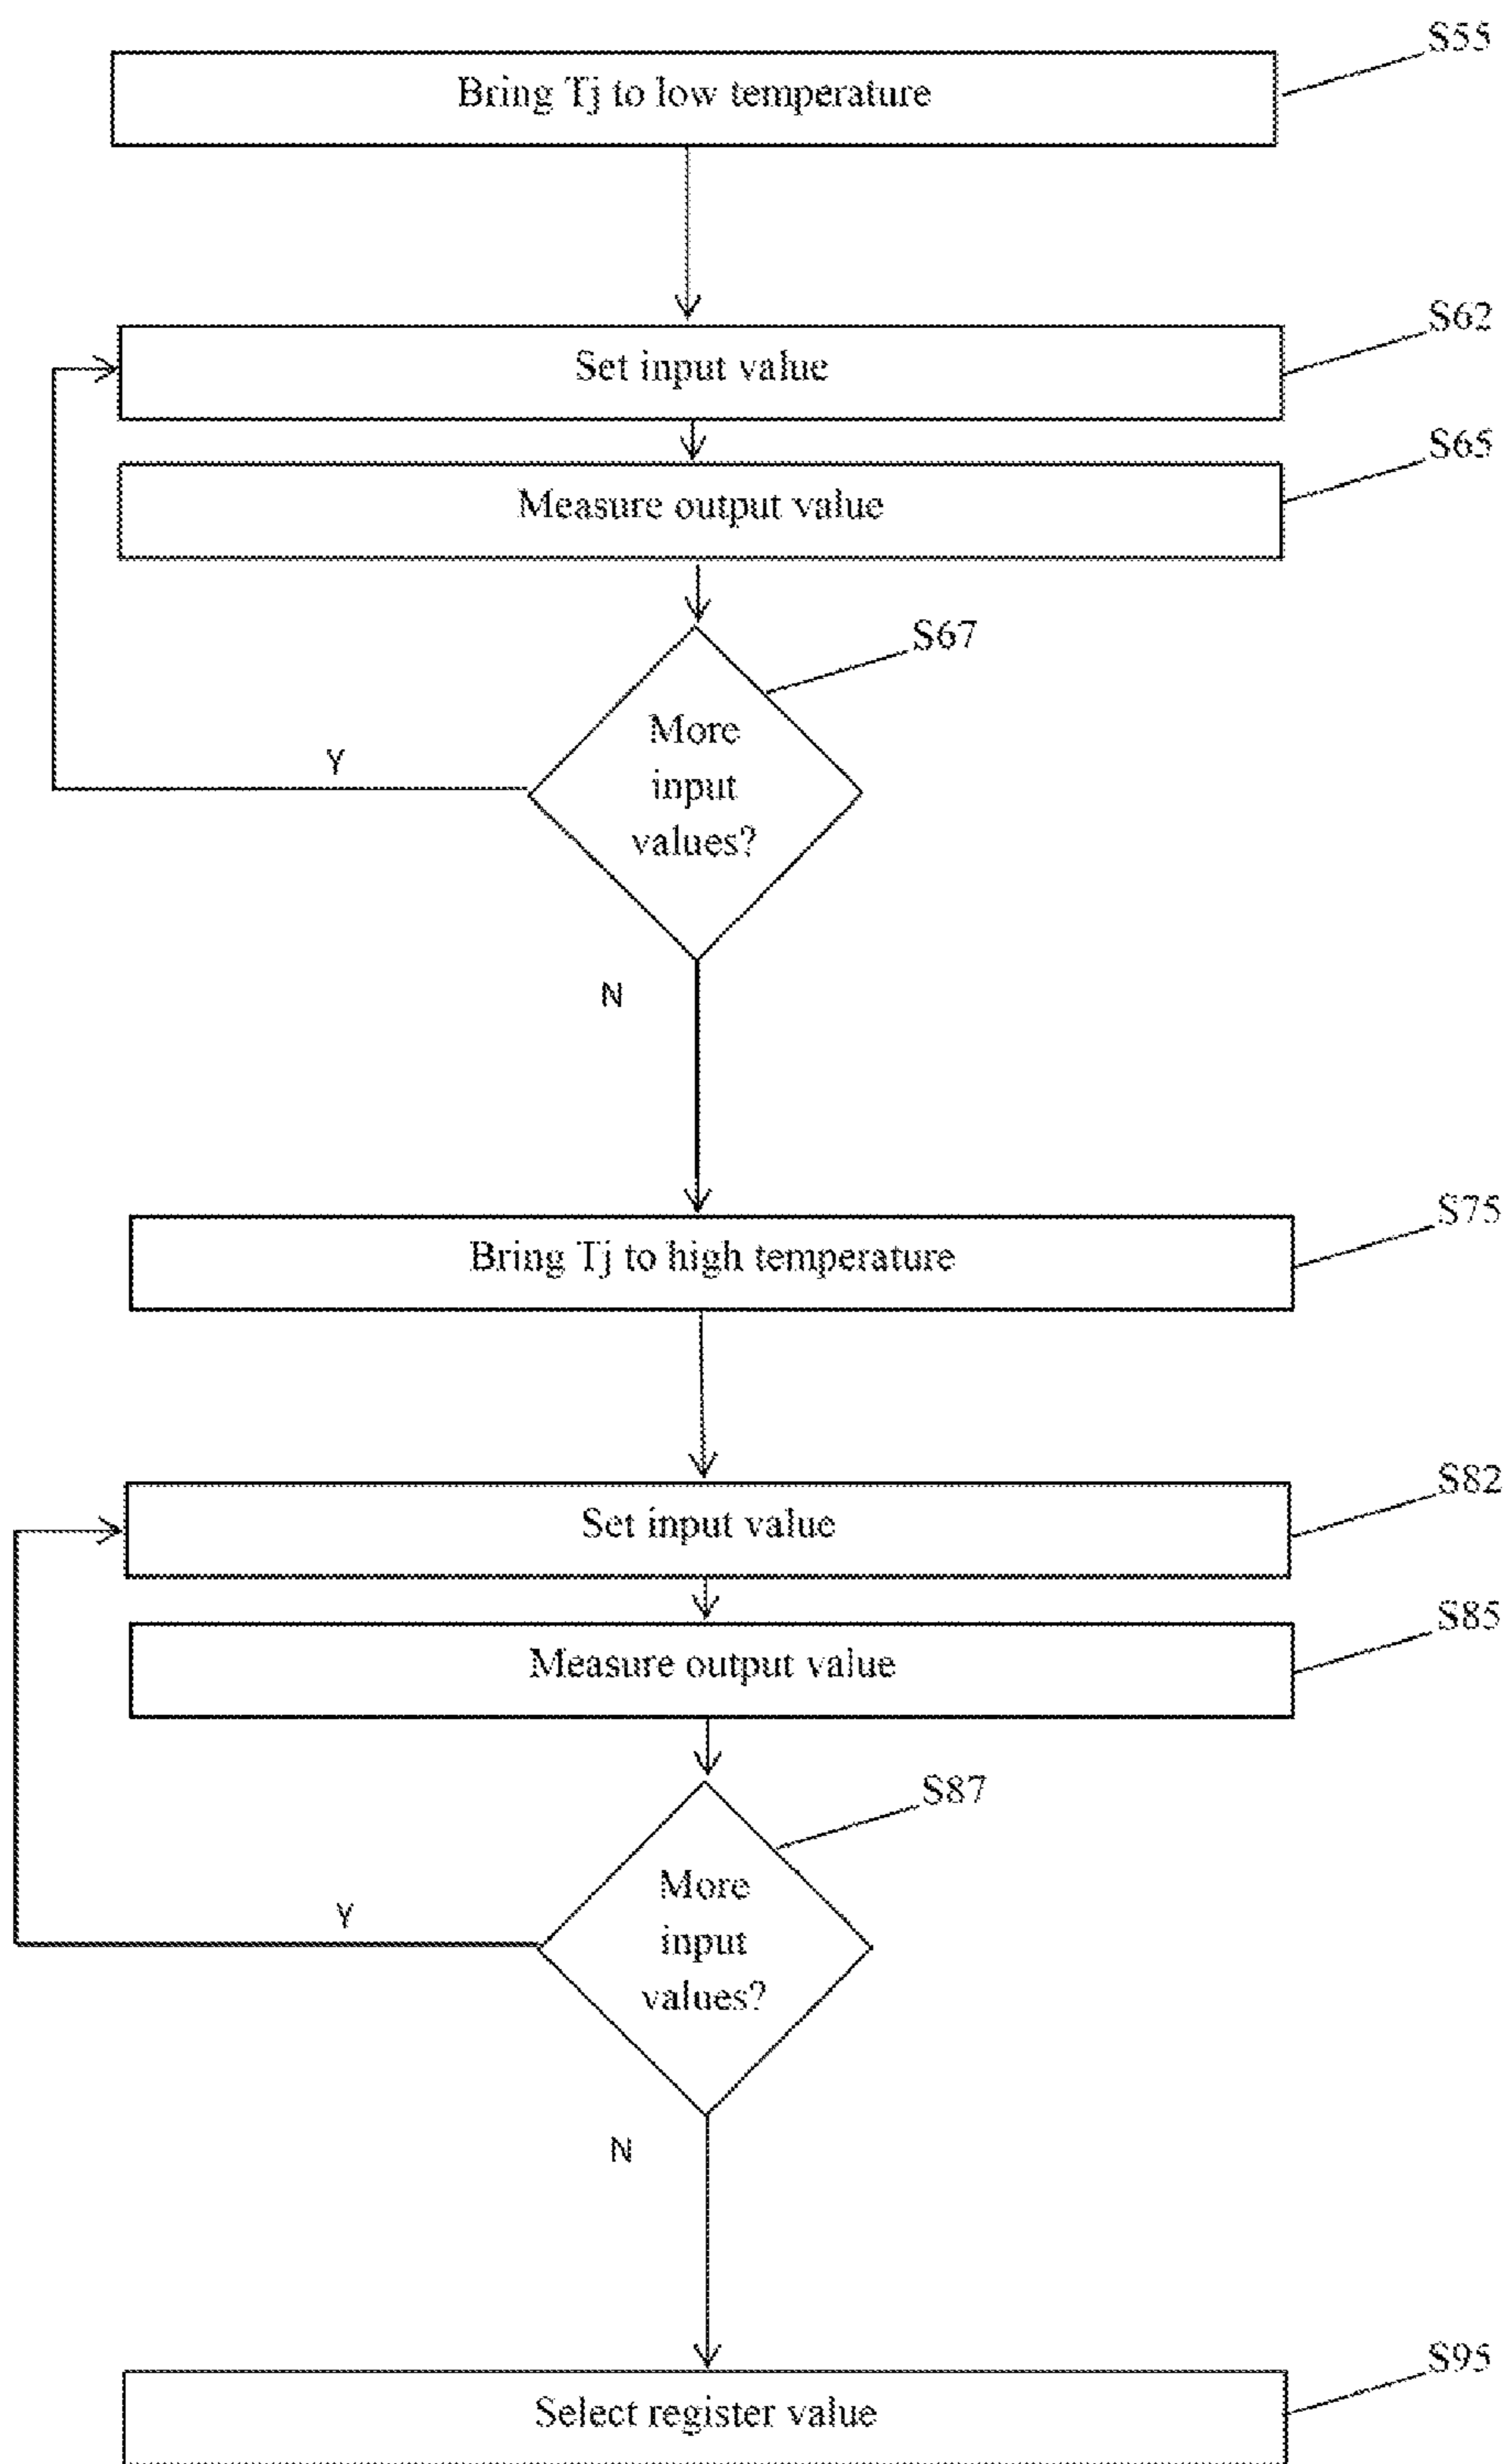 S55
Bring Tj to low temperature
S62
Set input value
S65
Measure output value
S67
More
input
values?
Y
N
S75
Bring Tj to high temperature
S82
Set input value
S85
Measure output value
S87
More
input
values?
Y
N
S95
Select register value